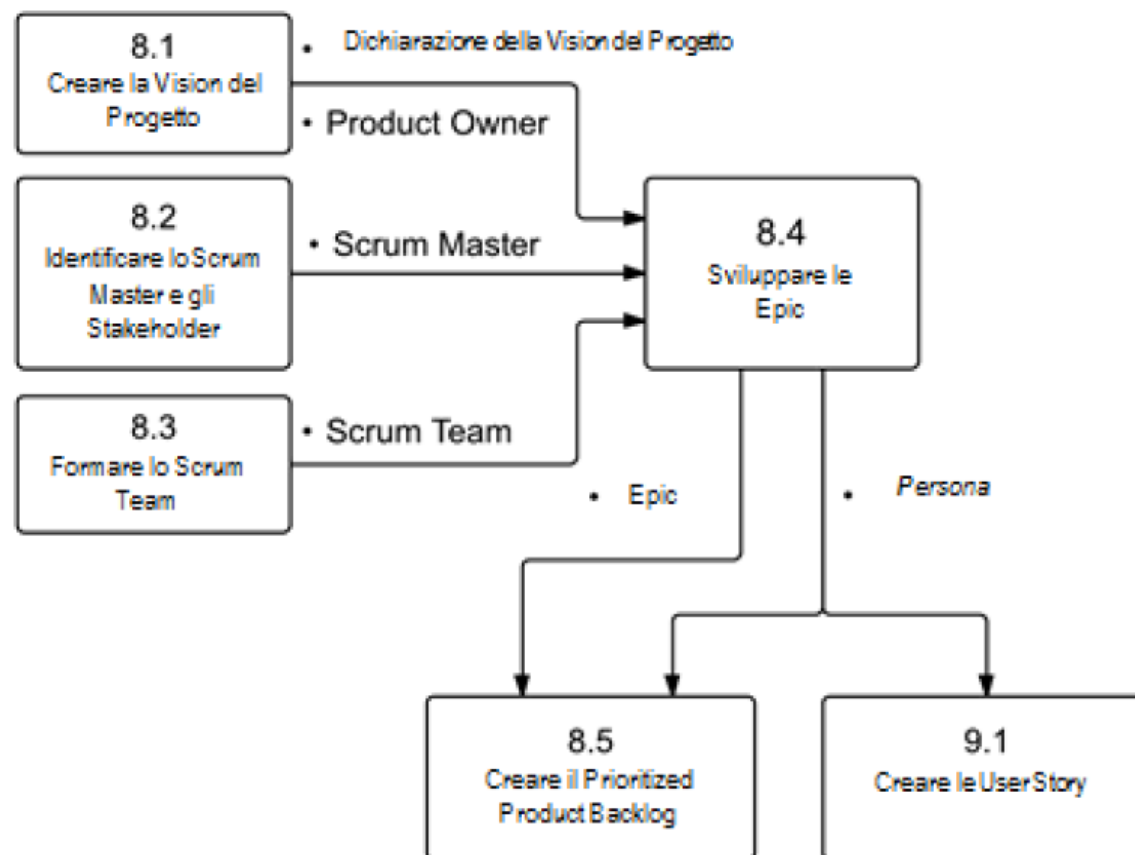 8.1
Creare la Vision del
Progetto
• Dichiarazione della Vision del Progetto
• Product Owner
8.2
Identificare lo Scrum
Master e gli
Stakeholder
• Scrum Master
8.4
Sviluppare le
Epic
8.3
Formare lo Scrum
Team
• Scrum Team
• Epic
• Persona
8.5
Creare il Prioritized
Product Backlog
9.1
Creare le User Story